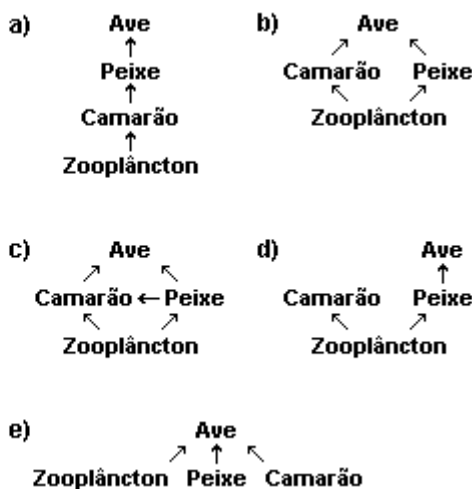 a) Ave
Peixe
Camarão
Zooplâncton
b) Ave
Camarão Peixe
Zooplâncton
c) Ave
Camarão ← Peixe
Zooplâncton
d) Ave
Camarão Peixe
Zooplâncton
e) Ave
Zooplâncton Peixe Camarão